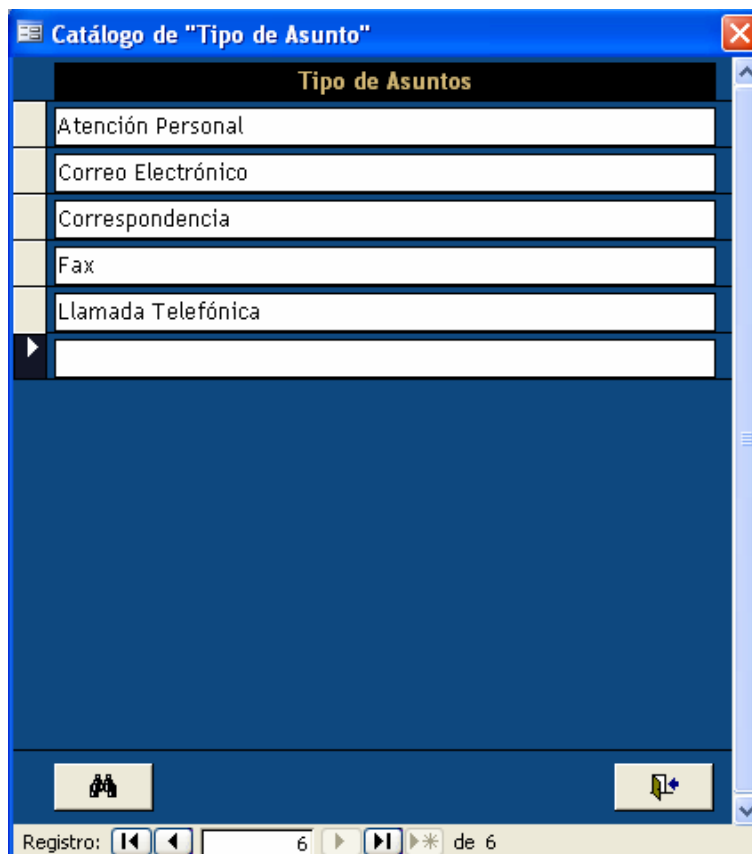 Catálogo de "Tipo de Asunto"
Tipo de Asuntos
Atención Personal
Correo Electrónico
Correspondencia
Fax
Llamada Telefónica
Registro: 6 de 6